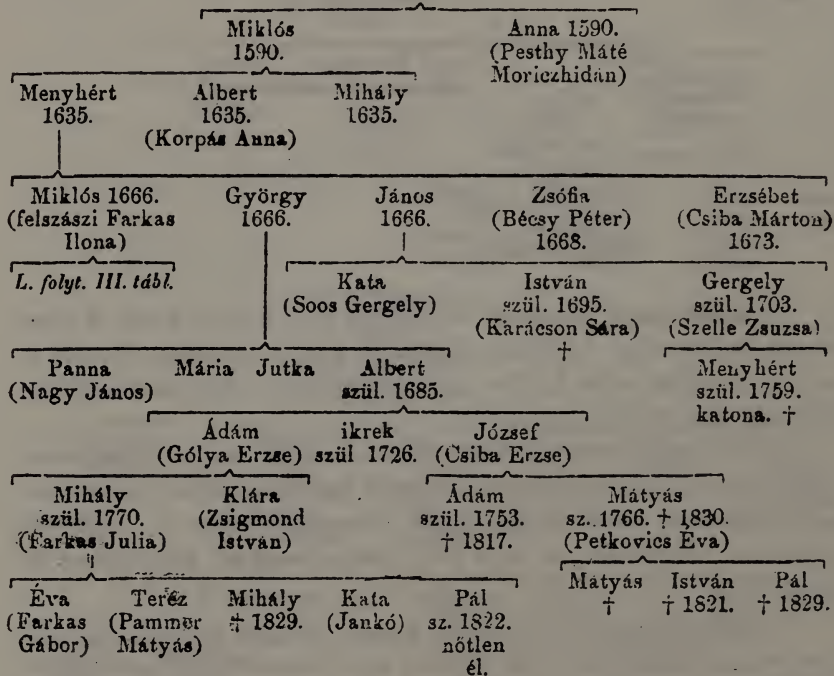 Miklós Anna 1590.
1590. (Pesthy Máté
Moriczhidán)
Menyhért Albert Mihály
1635. 1635. 1635.
(Korpás Anna)
Miklós 1666. György János Zsófia Erzsébet
(felszászi Farkas 1666. 1666. (Bécsy Péter) (Csiba Márton)
Ilona) 1668. 1673.
L. folyt. III. tábl. Kata István Gergely
(Soos Gergely) szül. 1695. szül. 1703.
(Karácson Sára) (Szelle Zsuzsa)
†
Panna Mária Jutka Albert Menyhért
(Nagy János) szül. 1685. szül. 1759.
katona. †
Ádám ikrek József
(Gólya Erzse) szül 1726. (Csiba Erzse)
Mihály Klára Ádám Mátyás
szül. 1770. (Zsigmond szül. 1753. sz. 1766. † 1830.
(Farkas Julia) István) † 1817. (Petkovics Éva)
Éva Teréz Mihály Kata Pál Mátyás István Pál
(Farkas (Pammer † 1829. (Jankó) sz. 1822. † † 1821. † 1829.
Gábor) Mátyás) nőtlen
él.